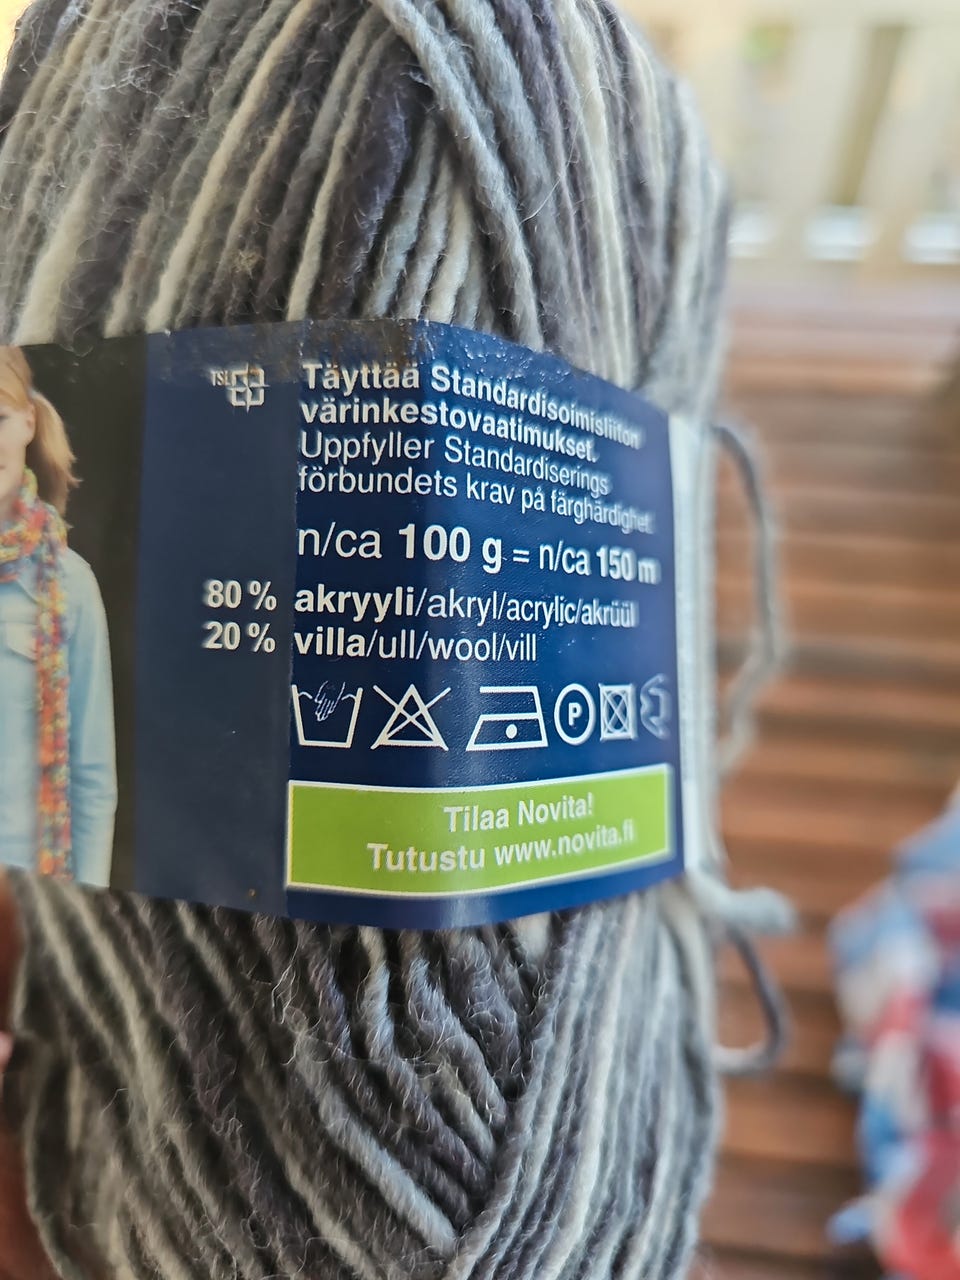 TSL
Täyttää Standardisoimisliiton
värinkestovaatimukset.
Uppfyller Standardiserings
förbundets krav på färghärdighet.
n/ca 100 g = n/ca 150 m
80 % akryyli/akryl/acrylic/akrüül
20 % villa/ull/wool/vill
P
Tilaa Novita!
Tutustu www.novita.fi